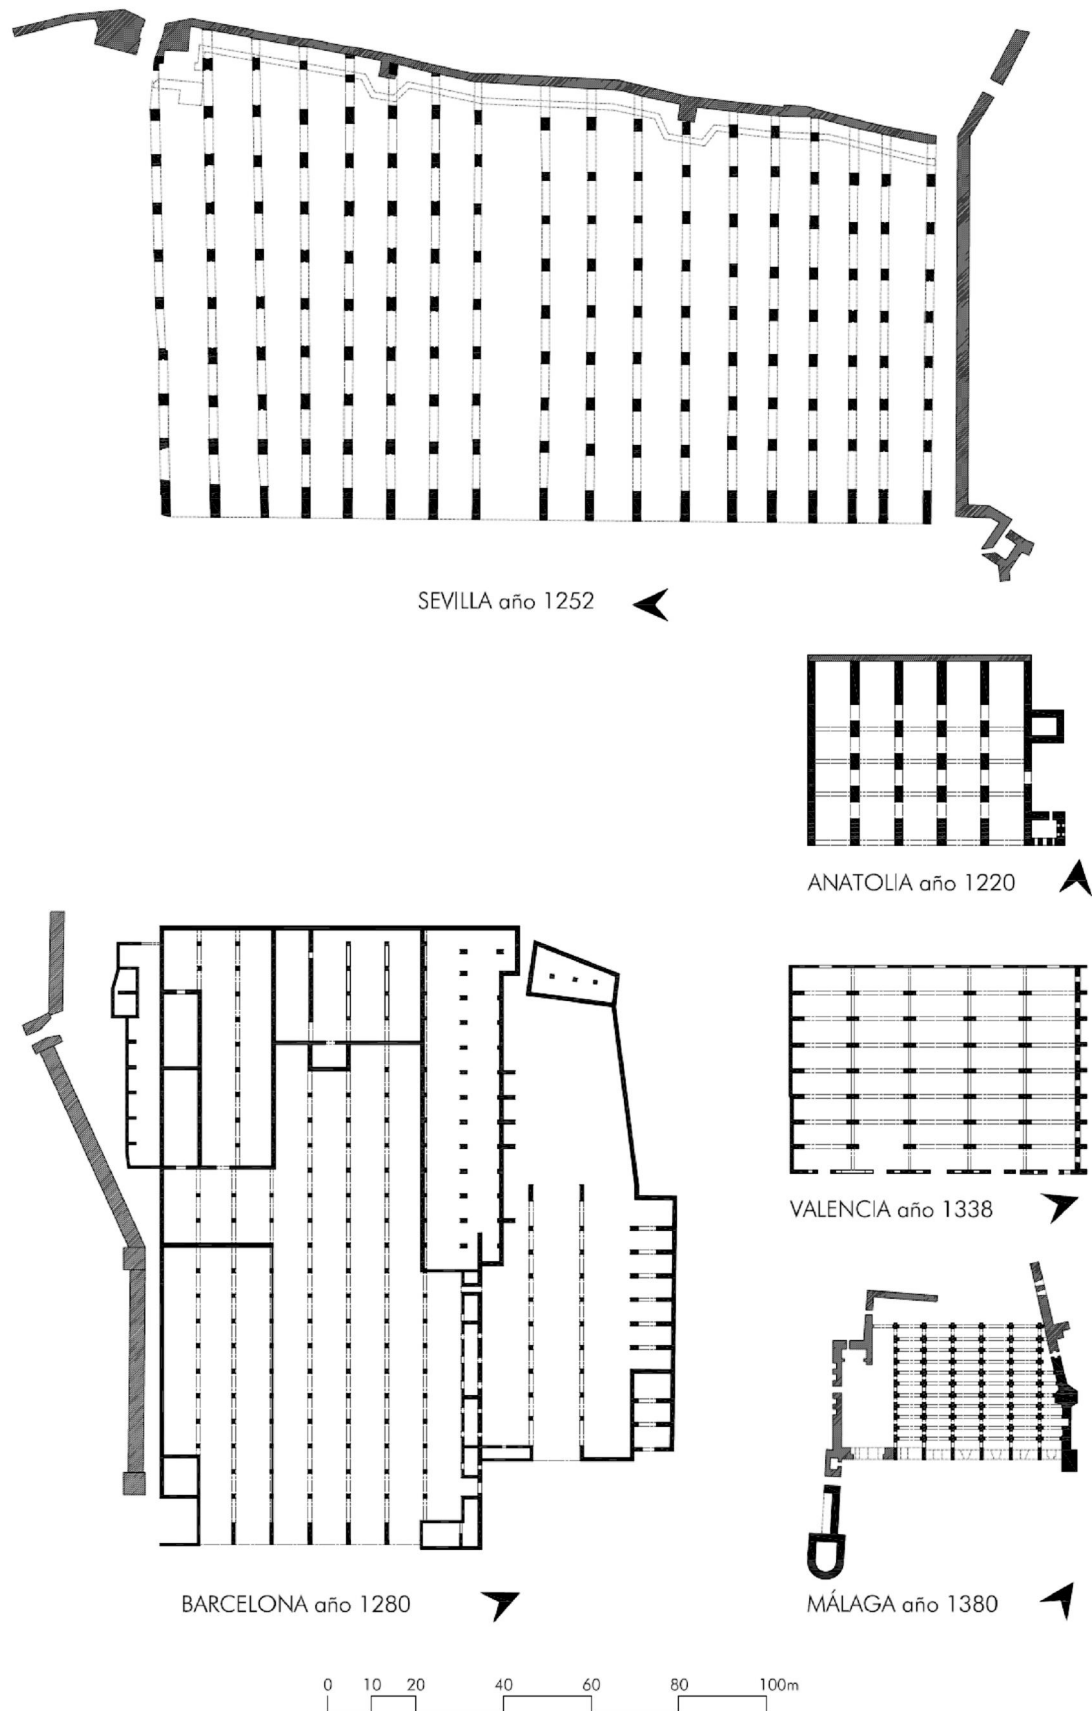 SEVILLA año 1252
ANATOLIA año 1220
VALENCIA año 1338
BARCELONA año 1280
MÁLAGA año 1380
0 10 20 40 60 80 100m